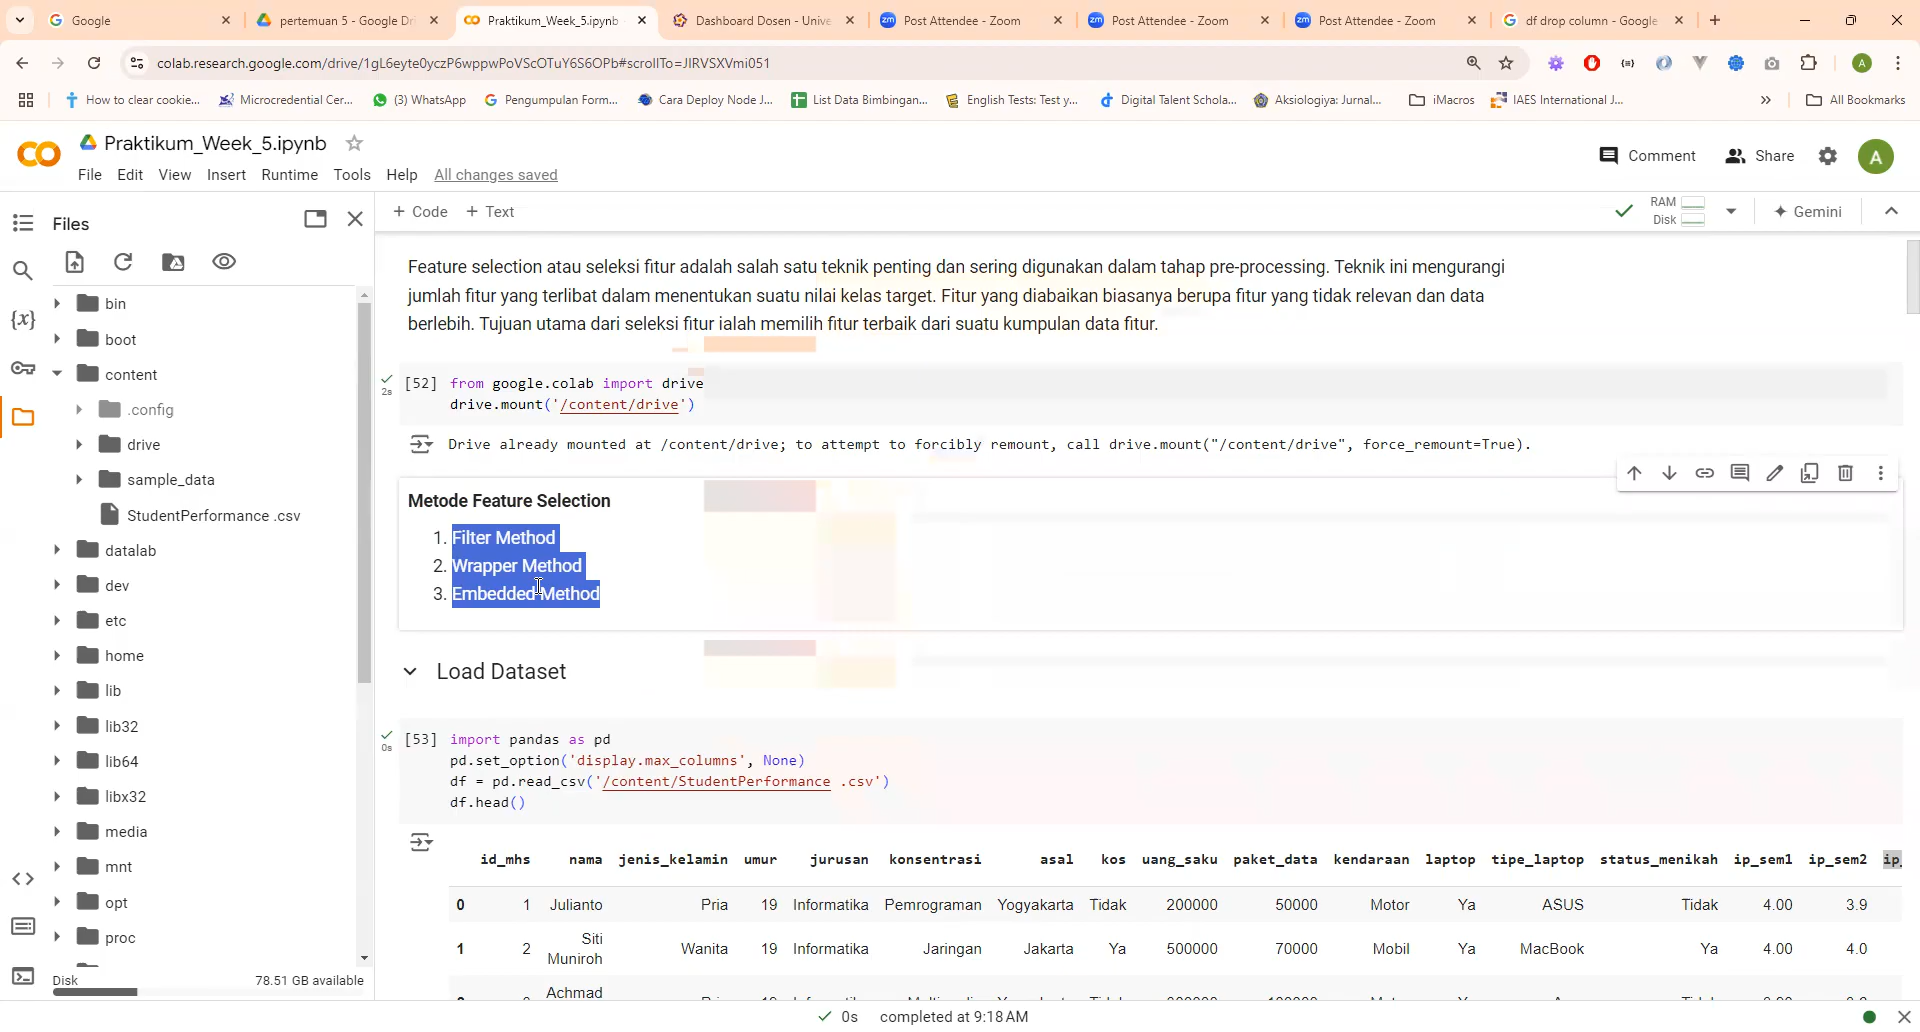 Google
pertemuan 5 - Google Dri
Praktikum_Week_5.ipynb
Dashboard Dosen - Unive
Post Attendee - Zoom
Post Attendee - Zoom
Post Attendee - Zoom
df drop column - Google
colab.research.google.com/drive/1gL6eyte0yczP6wppwPoVScOTuY6S6OPb#scrollTo=JIRVSXVmi051
A
How to clear cookie...
Microcredential Cer...
(3) WhatsApp
Pengumpulan Form...
Cara Deploy Node J...
List Data Bimbingan...
English Tests: Test y...
Digital Talent Schola...
Aksiologiya: Jurnal...
iMacros
IAES International J...
All Bookmarks
Praktikum_Week_5.ipynb
File Edit View Insert Runtime Tools Help All changes saved
Comment
Share
A
Files
+ Code + Text
RAM
Disk
Gemini
bin
boot
content
.config
drive
sample_data
StudentPerformance .csv
datalab
dev
etc
home
lib
lib32
lib64
libx32
media
mnt
opt
proc
Disk 78.51 GB available
Feature selection atau seleksi fitur adalah salah satu teknik penting dan sering digunakan dalam tahap pre-processing. Teknik ini mengurangi
jumlah fitur yang terlibat dalam menentukan suatu nilai kelas target. Fitur yang diabaikan biasanya berupa fitur yang tidak relevan dan data
berlebih. Tujuan utama dari seleksi fitur ialah memilih fitur terbaik dari suatu kumpulan data fitur.
2s
[52] from google.colab import drive
drive.mount('/content/drive')
Drive already mounted at /content/drive; to attempt to forcibly remount, call drive.mount("/content/drive", force_remount=True).
Metode Feature Selection
1. Filter Method
2. Wrapper Method
3. Embedded Method
Load Dataset
0s
[53] import pandas as pd
pd.set_option('display.max_columns', None)
df = pd.read_csv('/content/StudentPerformance .csv')
df.head()
id_mhs nama jenis_kelamin umur jurusan konsentrasi asal kos uang_saku paket_data kendaraan laptop tipe_laptop status_menikah ip_sem1 ip_sem2 ip_
0 1 Julianto Pria 19 Informatika Pemrograman Yogyakarta Tidak 200000 50000 Motor Ya ASUS Tidak 4.00 3.9
1 2 Siti Muniroh Wanita 19 Informatika Jaringan Jakarta Ya 500000 70000 Mobil Ya MacBook Ya 4.00 4.0
Achmad
0s completed at 9:18 AM